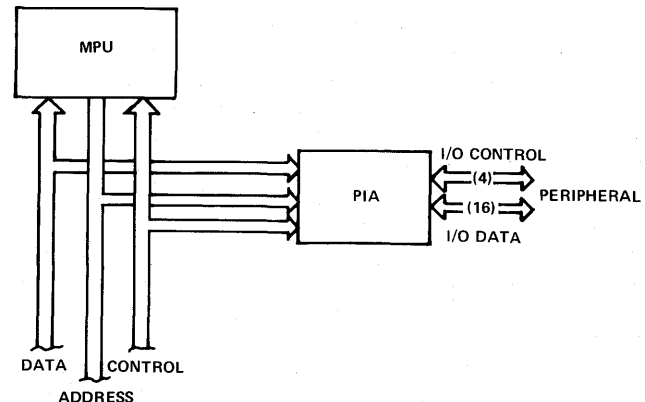 MPU
PIA
I/O CONTROL
(4)
PERIPHERAL
(16)
I/O DATA
DATA
CONTROL
ADDRESS